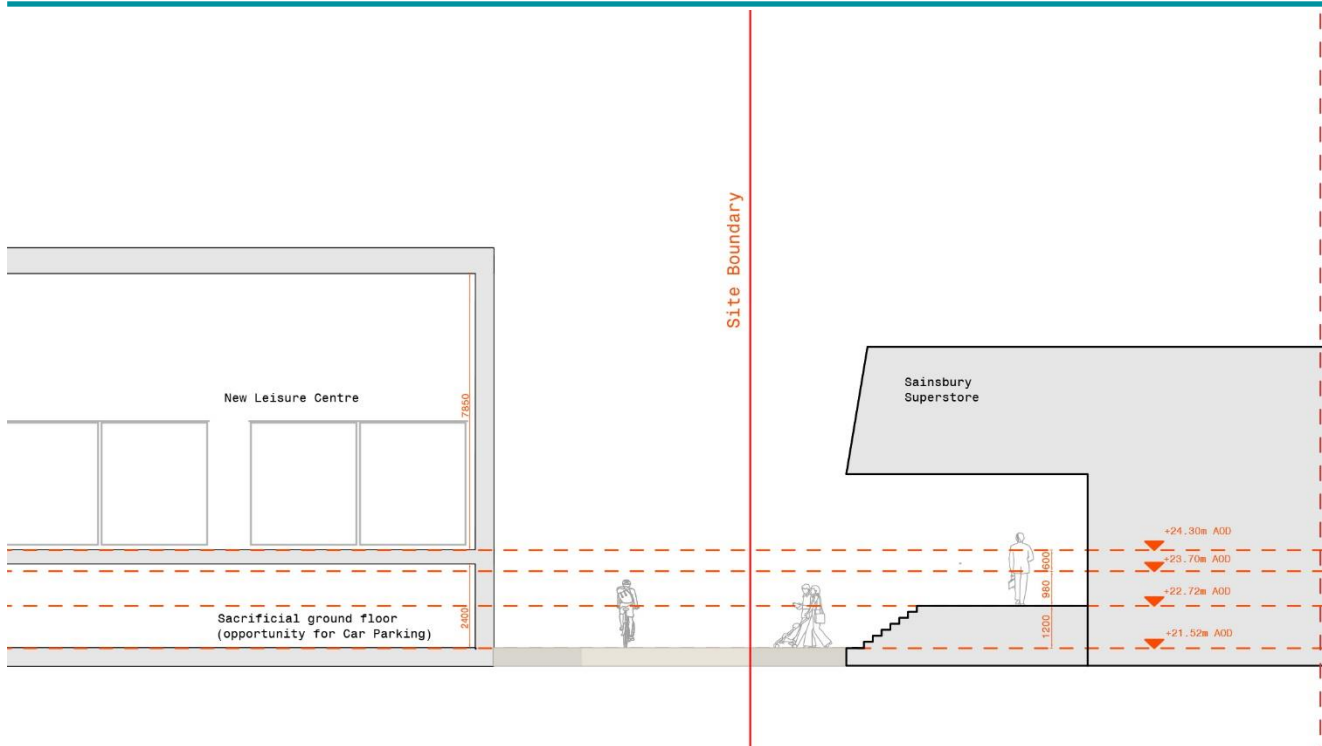 Site Boundary
Sainsbury
Superstore
New Leisure Centre
7850
+24.30m AOD
600
+23.70m AOD
980
+22.72m AOD
Sacrificial ground floor
(opportunity for Car Parking)
2400
1200
+21.52m AOD